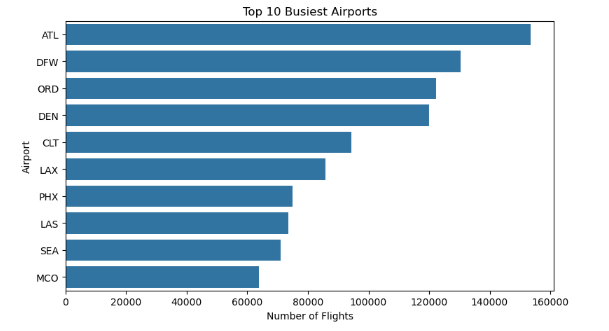 Top 10 Busiest Airports
ATL
DFW
ORD
DEN
CLT
LAX
PHX
LAS
SEA
MCO
Airport
0 20000 40000 60000 80000 100000 120000 140000 160000
Number of Flights